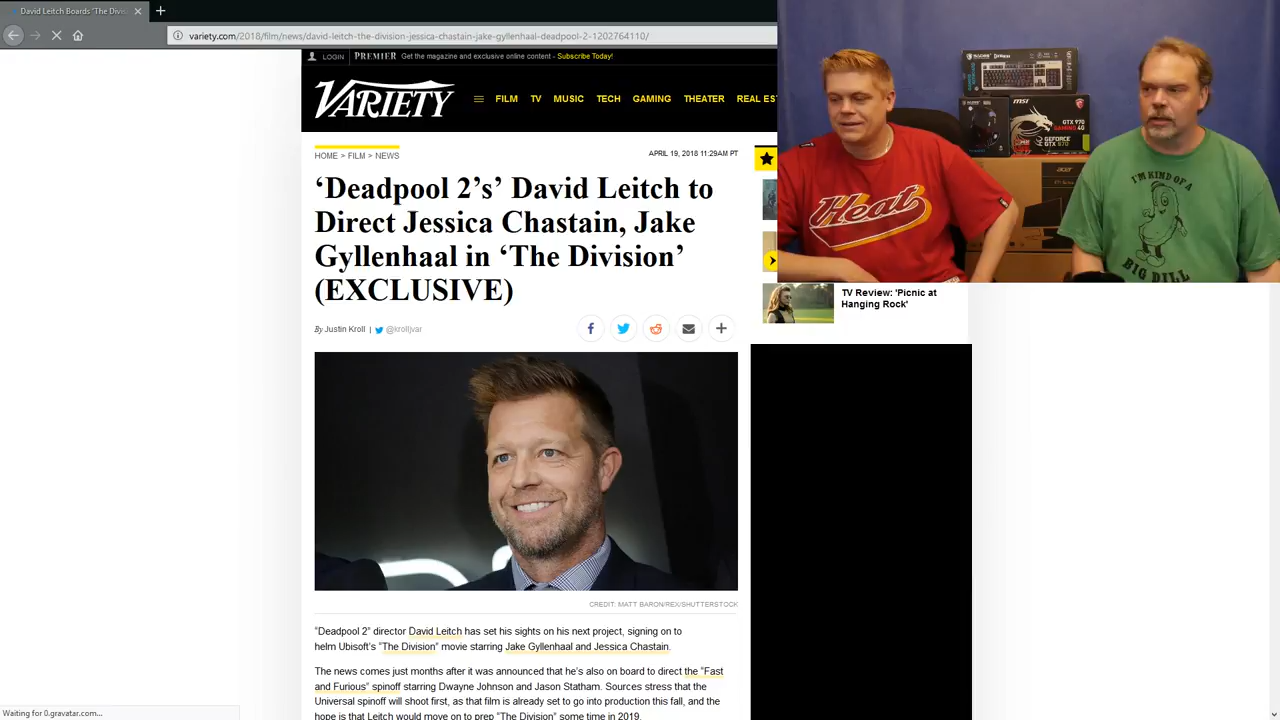 David Leitch Boards 'The Divis
variety.com/2018/film/news/david-leitch-the-division-jessica-chastain-jake-gyllenhaal-deadpool-2-1202764110/
LOGIN PREMIER Get the magazine and exclusive online content - Subscribe Today!
VARIETY FILM TV MUSIC TECH GAMING THEATER REAL ES
HOME > FILM > NEWS
APRIL 19, 2018 11:29AM PT
‘Deadpool 2’s’ David Leitch to
Direct Jessica Chastain, Jake
Gyllenhaal in ‘The Division’
(EXCLUSIVE)
By Justin Kroll | @krolljvar
CREDIT: MATT BARON/REX/SHUTTERSTOCK
“Deadpool 2” director David Leitch has set his sights on his next project, signing on to
helm Ubisoft’s “The Division” movie starring Jake Gyllenhaal and Jessica Chastain.
The news comes just months after it was announced that he’s also on board to direct the “Fast
and Furious” spinoff starring Dwayne Johnson and Jason Statham. Sources stress that the
Universal spinoff will shoot first, as that film is already set to go into production this fall, and the
hope is that Leitch would move on to prep “The Division” some time in 2019.
TV Review: 'Picnic at
Hanging Rock'
Heat
I'M KIND OF A
BIG DILL
msi
GTX 970
GAMING 4G
GEFORCE
GTX 970
acer
Waiting for 0.gravatar.com...